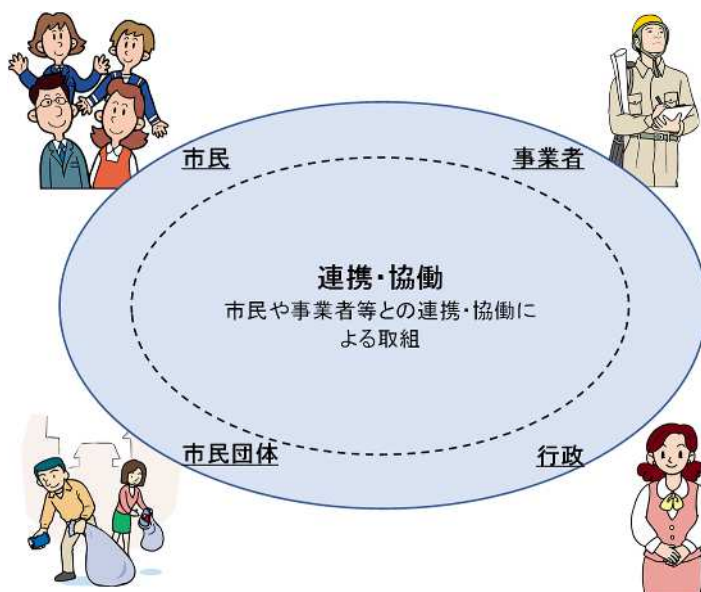 市民
事業者
連携・協働
市民や事業者等との連携・協働に
よる取組
市民団体
行政